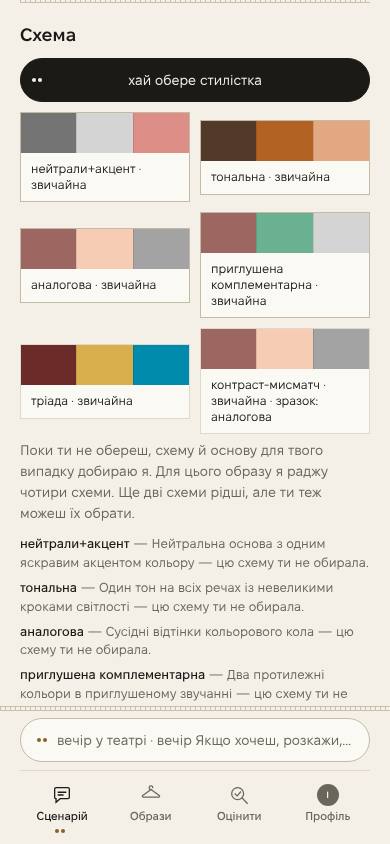 Схема
хай обере стилістка
нейтрали+акцент ·
звичайна
тональна · звичайна
аналогова · звичайна
приглушена
комплементарна ·
звичайна
тріада · звичайна
контраст-мисматч ·
звичайна · зразок:
аналогова
Поки ти не обереш, схему й основу для твого
випадку добираю я. Для цього образу я раджу
чотири схеми. Ще дві схеми рідші, але ти теж
можеш їх обрати.
нейтрали+акцент — Нейтральна основа з одним
яскравим акцентом кольору — цю схему ти не обирала.
тональна — Один тон на всіх речах із невеликими
кроками світлості — цю схему ти не обирала.
аналогова — Сусідні відтінки кольорового кола — цю
схему ти не обирала.
приглушена комплементарна — Два протилежні
кольори в приглушеному звучанні — цю схему ти не
вечір у театрі · вечір Якщо хочеш, розкажи,...
Сценарій
Образи
Оцінити
І
Профіль